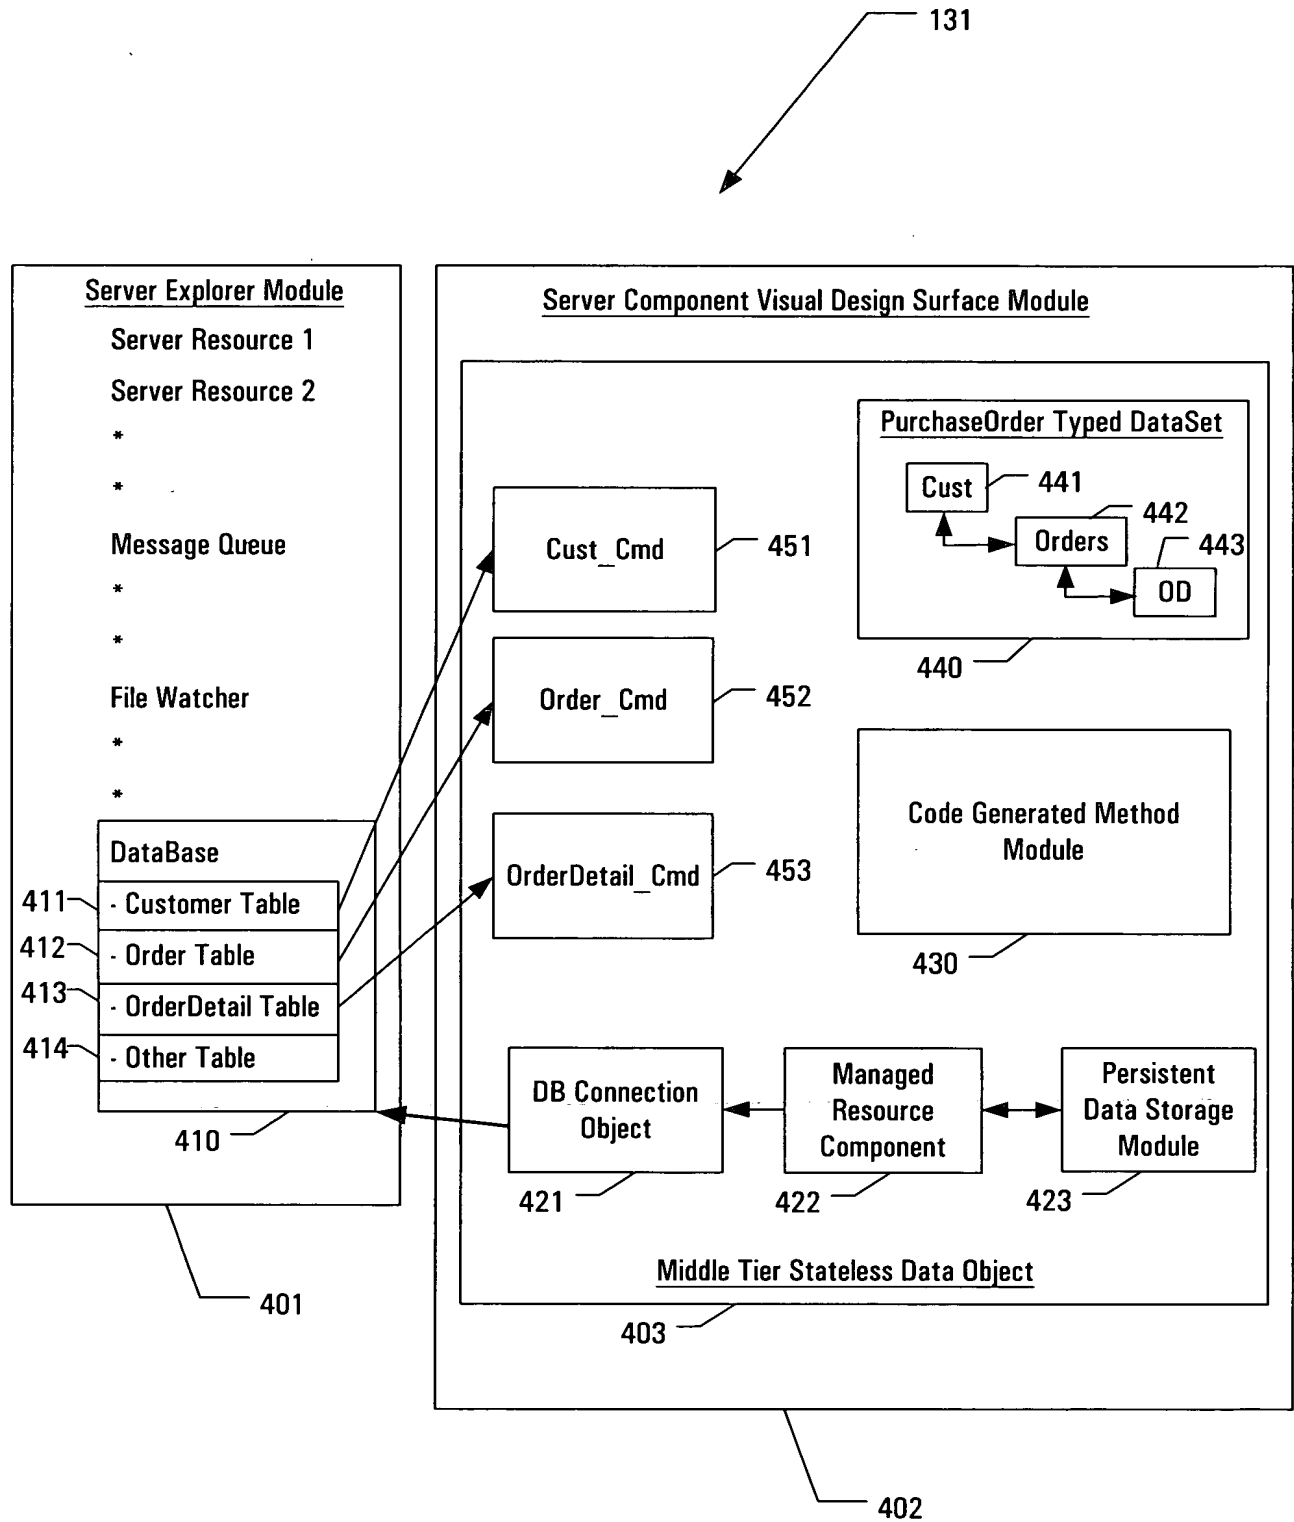 131
Server Explorer Module
Server Resource 1
Server Resource 2
*
*
Message Queue
*
*
File Watcher
*
*
DataBase
411
- Customer Table
412
- Order Table
413
- OrderDetail Table
414
- Other Table
410
401
Server Component Visual Design Surface Module
PurchaseOrder Typed DataSet
Cust
441
Orders
442
OD
443
440
Cust_Cmd
451
Order_Cmd
452
OrderDetail_Cmd
453
Code Generated Method
Module
430
DB Connection
Object
421
Managed
Resource
Component
422
Persistent
Data Storage
Module
423
Middle Tier Stateless Data Object
403
402